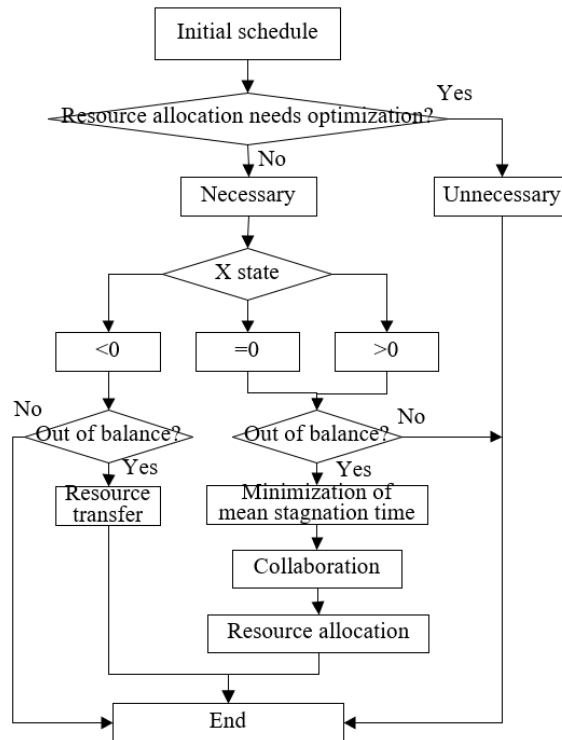 Initial schedule
Yes
Resource allocation needs optimization?
No
Necessary
Unnecessary
X state
<0
=0
>0
No
Out of balance?
Yes
Out of balance?
No
Yes
Resource
transfer
Minimization of
mean stagnation time
Collaboration
Resource allocation
End